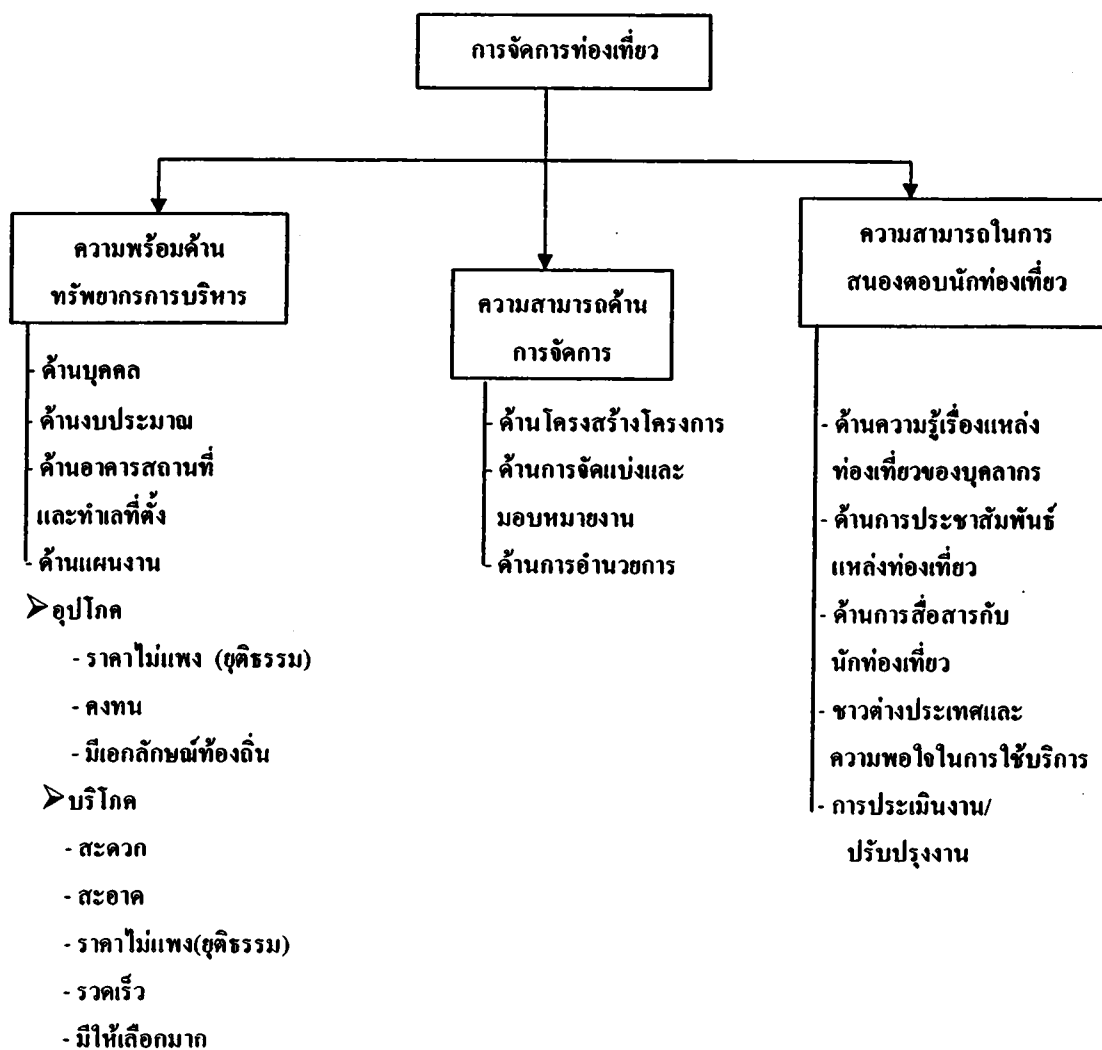 การจัดการท่องเที่ยว
ความพร้อมด้าน
ทรัพยากรการบริหาร
- ด้านบุคคล
- ด้านงบประมาณ
- ด้านอาคารสถานที่
และทำเลที่ตั้ง
- ด้านแผนงาน
➢อุปโภค
- ราคาไม่แพง (ยุติธรรม)
- คงทน
- มีเอกลักษณ์ท้องถิ่น
➢บริโภค
- สะดวก
- สะอาด
- ราคาไม่แพง(ยุติธรรม)
- รวดเร็ว
- มีให้เลือกมาก
ความสามารถด้าน
การจัดการ
- ด้านโครงสร้างโครงการ
- ด้านการจัดแบ่งและ
มอบหมายงาน
- ด้านการอำนวยการ
ความสามารถในการ
สนองตอบนักท่องเที่ยว
- ด้านความรู้เรื่องแหล่ง
ท่องเที่ยวของบุคลากร
- ด้านการประชาสัมพันธ์
แหล่งท่องเที่ยว
- ด้านการสื่อสารกับ
นักท่องเที่ยว
- ชาวต่างประเทศและ
ความพอใจในการใช้บริการ
- การประเมินงาน/
ปรับปรุงงาน